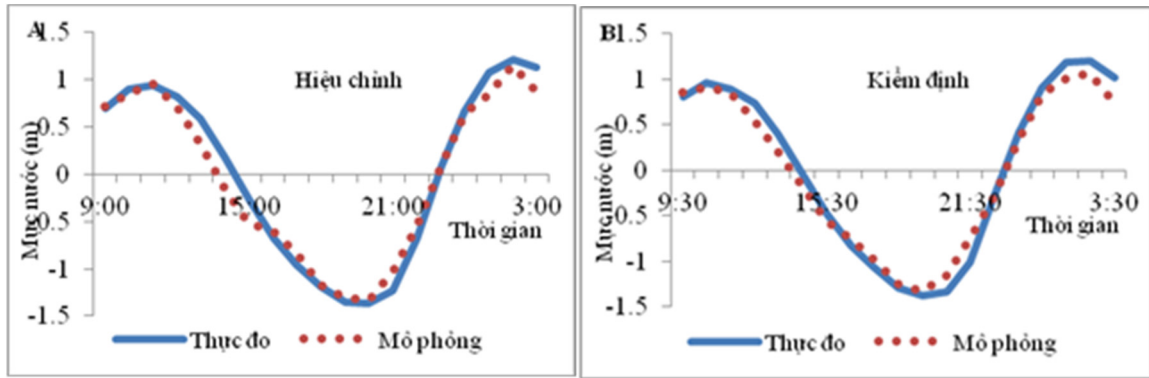 A)
Hiệu chỉnh
Mực nước (m)
1.5
1
0.5
0
-0.5
-1
-1.5
9:00
15:00
21:00
3:00
Thời gian
Thực đo
Mô phỏng
B)
Kiểm định
Mực nước (m)
1.5
1
0.5
0
-0.5
-1
-1.5
9:30
15:30
21:30
3:30
Thời gian
Thực đo
Mô phỏng